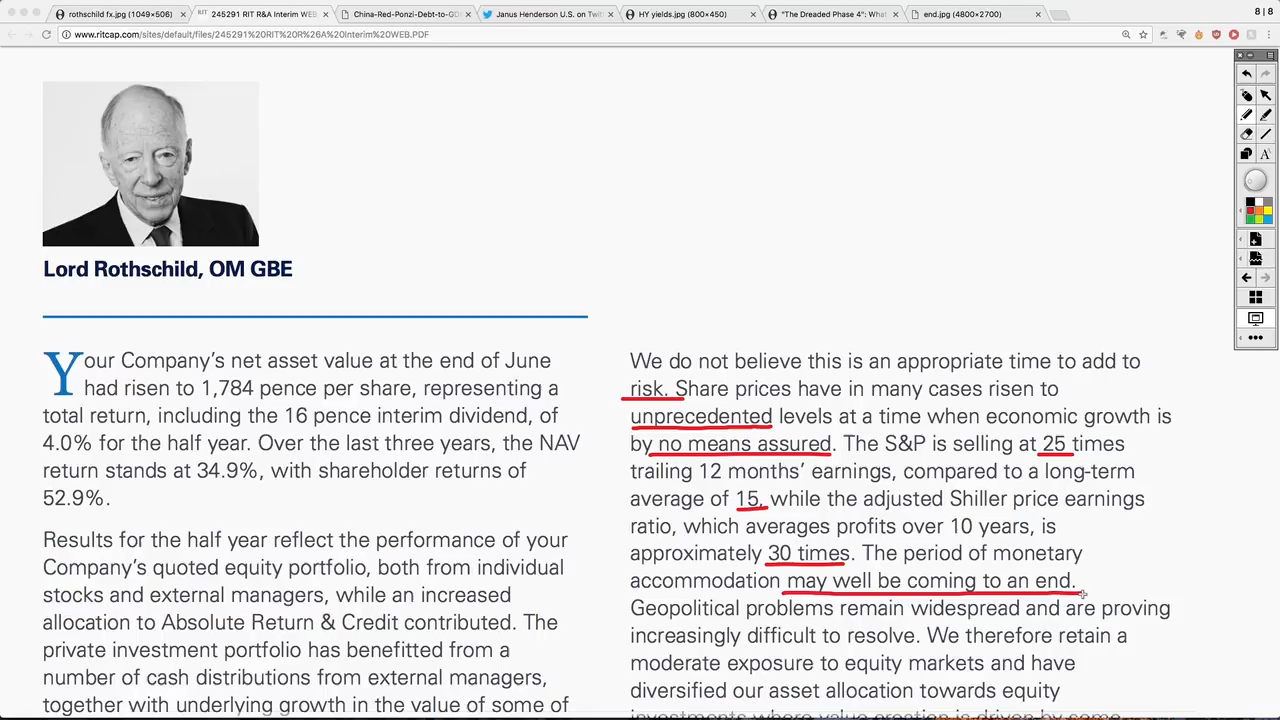 rothschild fx.jpg (1049×506)
RIT 245291 RIT R&A Interim WEB
China-Red-Ponzi-Debt-to-GD
Janus Henderson U.S. on Twit
HY yields.jpg (800×450)
"The Dreaded Phase 4": What
end.jpg (4800×2700)
8 | 8
www.ritcap.com/sites/default/files/245291%20RIT%20R%26A%20Interim%20WEB.PDF
Lord Rothschild, OM GBE
Your Company's net asset value at the end of June
had risen to 1,784 pence per share, representing a
total return, including the 16 pence interim dividend, of
4.0% for the half year. Over the last three years, the NAV
return stands at 34.9%, with shareholder returns of
52.9%.
Results for the half year reflect the performance of your
Company's quoted equity portfolio, both from individual
stocks and external managers, while an increased
allocation to Absolute Return & Credit contributed. The
private investment portfolio has benefitted from a
number of cash distributions from external managers,
together with underlying growth in the value of some of
We do not believe this is an appropriate time to add to
risk. Share prices have in many cases risen to
unprecedented levels at a time when economic growth is
by no means assured. The S&P is selling at 25 times
trailing 12 months' earnings, compared to a long-term
average of 15, while the adjusted Shiller price earnings
ratio, which averages profits over 10 years, is
approximately 30 times. The period of monetary
accommodation may well be coming to an end.
Geopolitical problems remain widespread and are proving
increasingly difficult to resolve. We therefore retain a
moderate exposure to equity markets and have
diversified our asset allocation towards equity
investments where value creation is driven by some